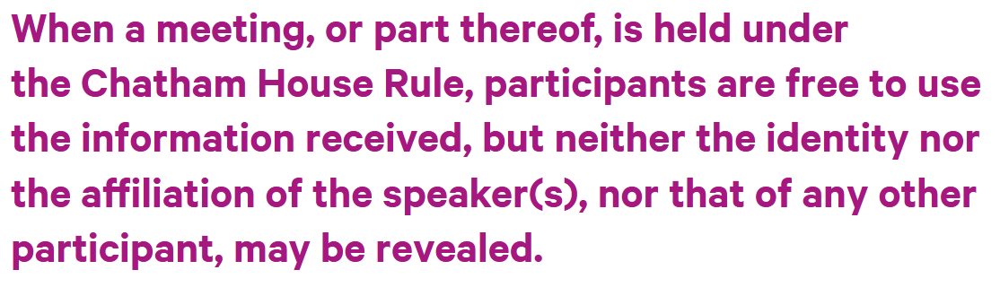 When a meeting, or part thereof, is held under
the Chatham House Rule, participants are free to use
the information received, but neither the identity nor
the affiliation of the speaker(s), nor that of any other
participant, may be revealed.